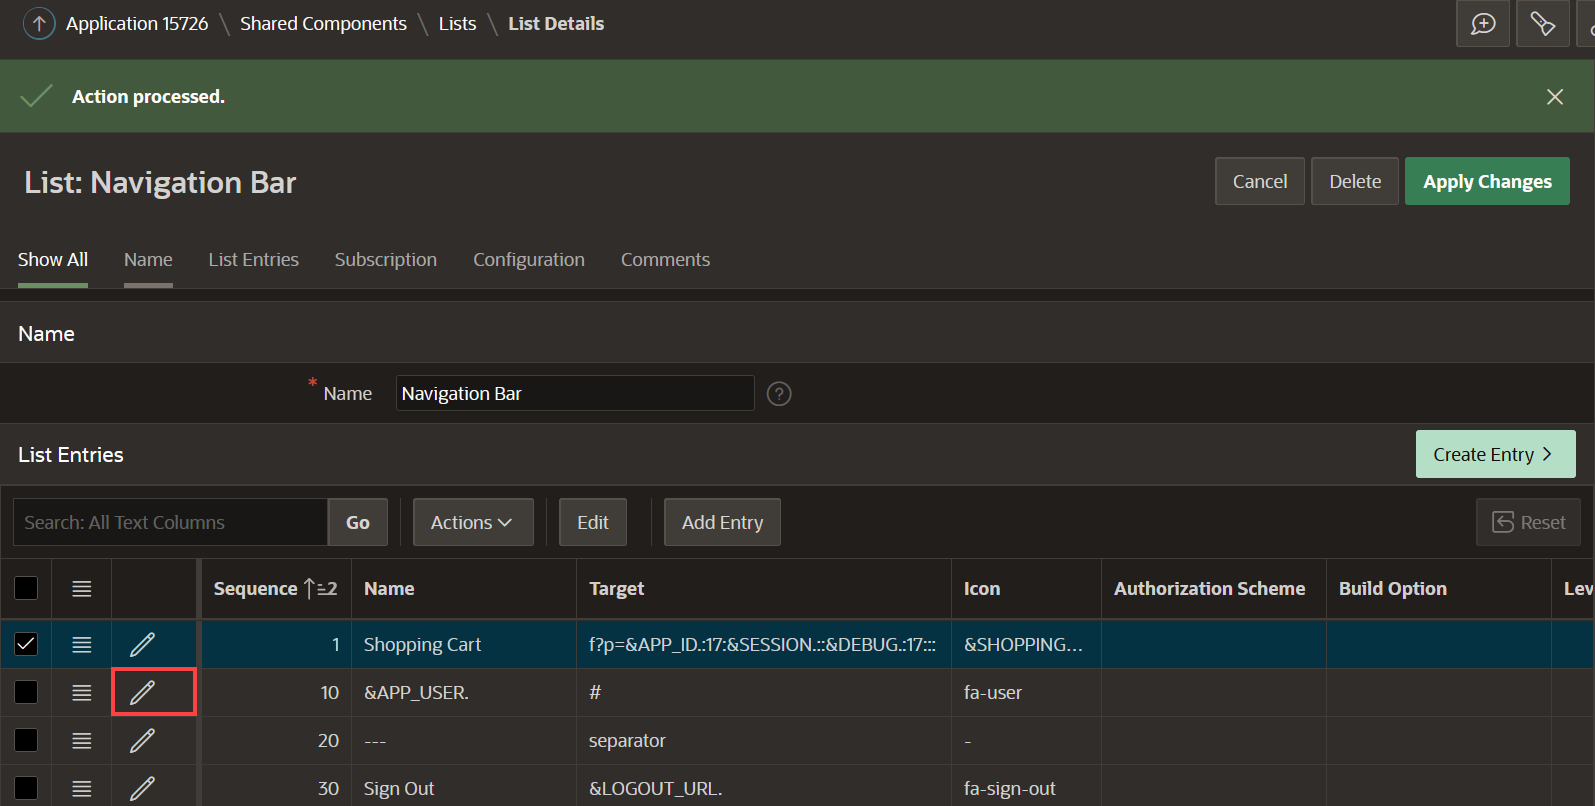 Application 15726 \ Shared Components \ Lists \ List Details
Action processed.
List: Navigation Bar
Cancel Delete Apply Changes
Show All Name List Entries Subscription Configuration Comments
Name
* Name Navigation Bar ?
List Entries Create Entry >
Search: All Text Columns Go Actions Edit Add Entry Reset
Sequence 2 Name Target Icon Authorization Scheme Build Option Lev
1 Shopping Cart f?p=&APP_ID.:17:&SESSION.::&DEBUG.:17::: &SHOPPING...
10 &APP_USER. # fa-user
20 --- separator -
30 Sign Out &LOGOUT_URL. fa-sign-out